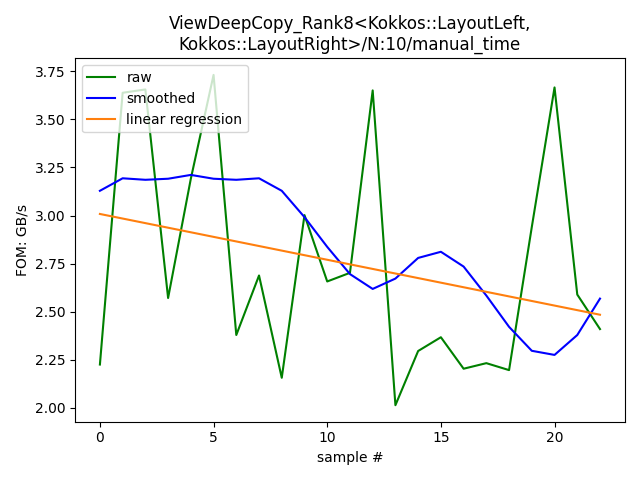 ViewDeepCopy_Rank8<Kokkos::LayoutLeft,
Kokkos::LayoutRight>/N:10/manual_time
raw
smoothed
linear regression
FOM: GB/s
3.75
3.50
3.25
3.00
2.75
2.50
2.25
2.00
0
5
10
15
20
sample #